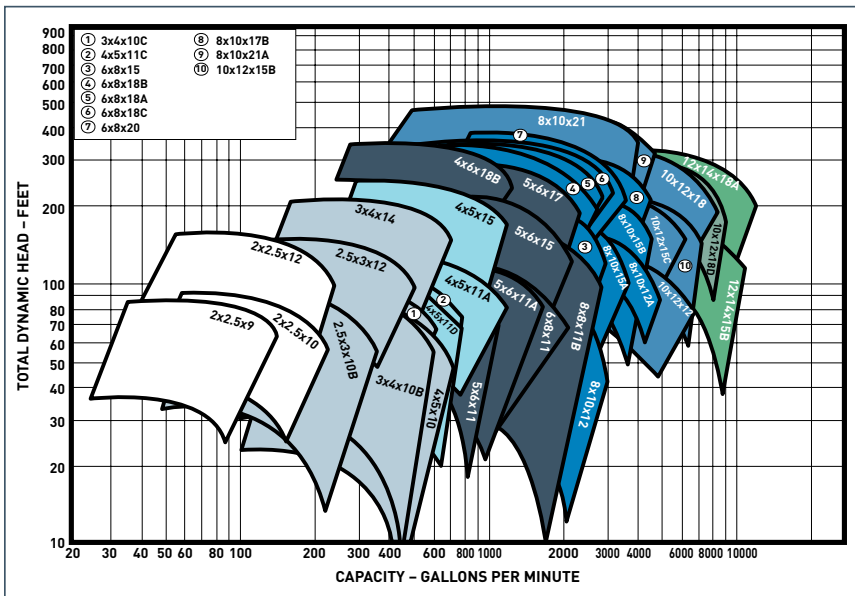 ① 3x4x10C
② 4x5x11C
③ 6x8x15
④ 6x8x18B
⑤ 6x8x18A
⑥ 6x8x18C
⑦ 6x8x20
⑧ 8x10x17B
⑨ 8x10x21A
⑩ 10x12x15B
TOTAL DYNAMIC HEAD – FEET
900
800
700
600
500
400
300
200
100
90
80
70
60
50
40
30
20
10
8x10x21
⑦
12x14x18A
⑨
10x12x18
4x6x18B
5x6x17
④
⑤
⑥
⑧
3x4x14
4x5x15
5x6x15
③
8x10x15B
10x12x15C
10x12x18D
⑩
2x2.5x12
2.5x3x12
4x5x11A
5x6x11A
8x10x15A
8x10x12A
10x12x12
12x14x15B
2x2.5x9
2x2.5x10
2.5x3x10B
①
②
4x5x11D
6x8x11
8x8x11B
3x4x10B
4x5x10
5x6x11
8x10x12
20 30 40 50 60 80 100 200 300 400 600 800 1000 2000 3000 4000 6000 8000 10000
CAPACITY – GALLONS PER MINUTE